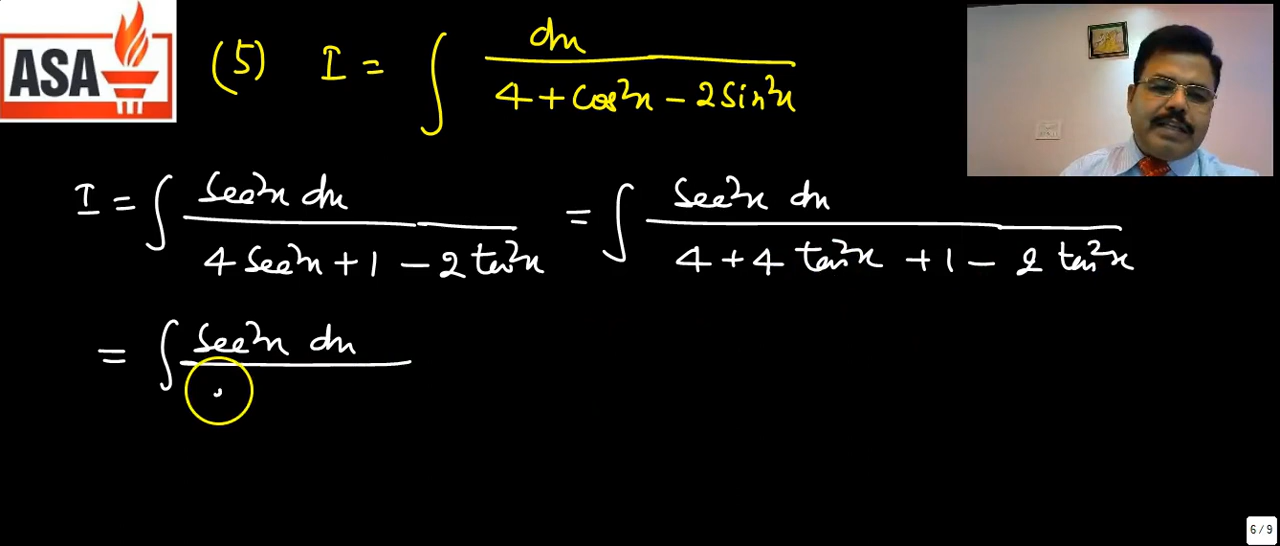 ASA
(5) I = ∫ dx / (4 + Cos²x − 2Sin²x)
I = ∫ Sec²x dx / (4 Sec²x + 1 − 2 tan²x) = ∫ Sec²x dx / (4 + 4 tan²x + 1 − 2 tan²x)
= ∫ Sec²x dx
6/9